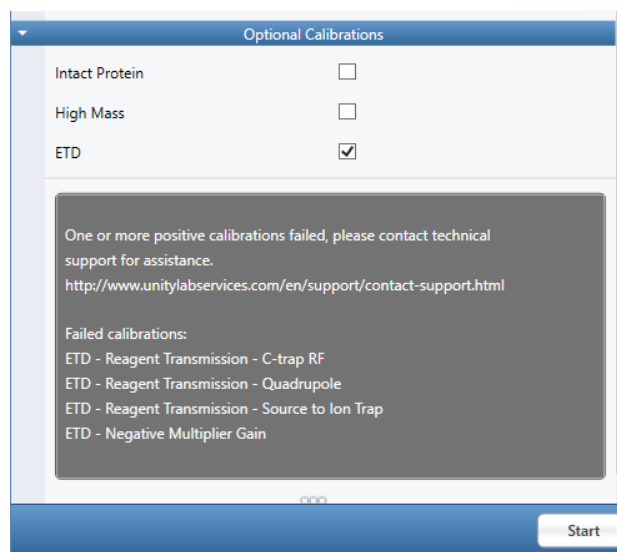 Optional Calibrations
Intact Protein
High Mass
ETD
One or more positive calibrations failed, please contact technical
support for assistance.
http://www.unitylabservices.com/en/support/contact-support.html
Failed calibrations:
ETD - Reagent Transmission - C-trap RF
ETD - Reagent Transmission - Quadrupole
ETD - Reagent Transmission - Source to Ion Trap
ETD - Negative Multiplier Gain
Start